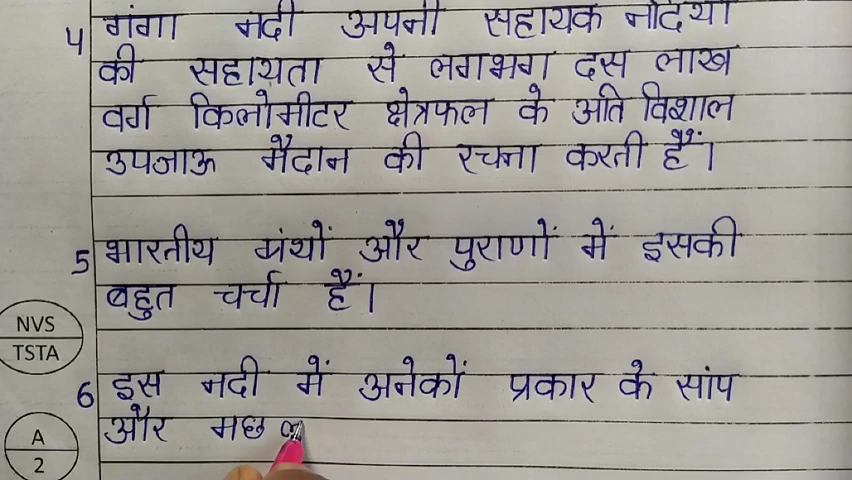 4 गंगा नदी अपनी सहायक नदियों
की सहायता से लगभग दस लाख
वर्ग किलोमीटर क्षेत्रफल के अति विशाल
उपजाऊ मैदान की रचना करती हैं।
5 भारतीय ग्रंथों और पुराणों में इसकी
बहुत चर्चा हैं।
NVS
TSTA
6 इस नदी में अनेकों प्रकार के सांप
और मछ
A
2